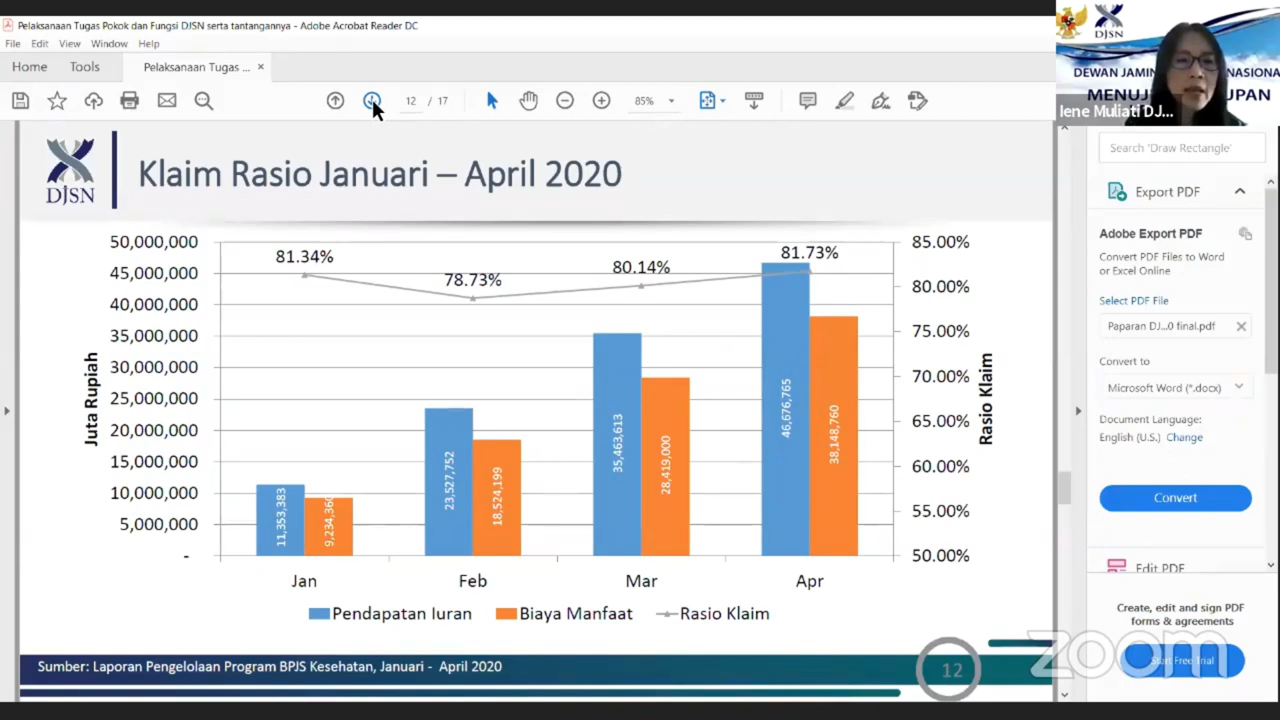 Pelaksanaan Tugas Pokok dan Fungsi DJSN serta tantangannya - Adobe Acrobat Reader DC
File Edit View Window Help
Home Tools Pelaksanaan Tugas ... ×
12 / 17 85%
DJSN
DEWAN JAMIN NASIONA
MENUJ UPAN
Iene Muliati DJ...
DJSN
Klaim Rasio Januari – April 2020
Juta Rupiah
50,000,000
45,000,000
40,000,000
35,000,000
30,000,000
25,000,000
20,000,000
15,000,000
10,000,000
5,000,000
-
81.34%
78.73%
80.14%
81.73%
11,353,383
9,234,360
23,527,752
18,524,199
35,463,613
28,419,000
46,676,765
38,148,760
85.00%
80.00%
75.00%
70.00%
65.00%
60.00%
55.00%
50.00%
Rasio Klaim
Jan Feb Mar Apr
Pendapatan Iuran Biaya Manfaat Rasio Klaim
Sumber: Laporan Pengelolaan Program BPJS Kesehatan, Januari - April 2020
12
Search 'Draw Rectangle'
Export PDF
Adobe Export PDF
Convert PDF Files to Word
or Excel Online
Select PDF File
Paparan DJ...0 final.pdf
Convert to
Microsoft Word (*.docx)
Document Language:
English (U.S.) Change
Convert
Edit PDF
Create, edit and sign PDF
forms & agreements
Start Free Trial
zoom